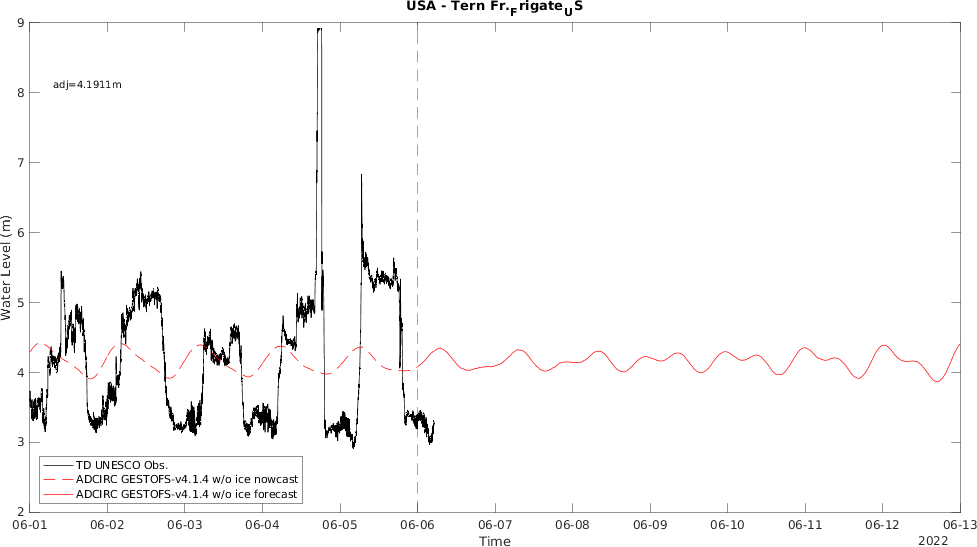 USA - Tern Fr.FrigateUS
9
adj=4.1911m
8
7
6
5
4
3
2
Water Level (m)
TD UNESCO Obs.
ADCIRC GESTOFS-v4.1.4 w/o ice nowcast
ADCIRC GESTOFS-v4.1.4 w/o ice forecast
06-01 06-02 06-03 06-04 06-05 06-06 06-07 06-08 06-09 06-10 06-11 06-12 06-13
Time
2022